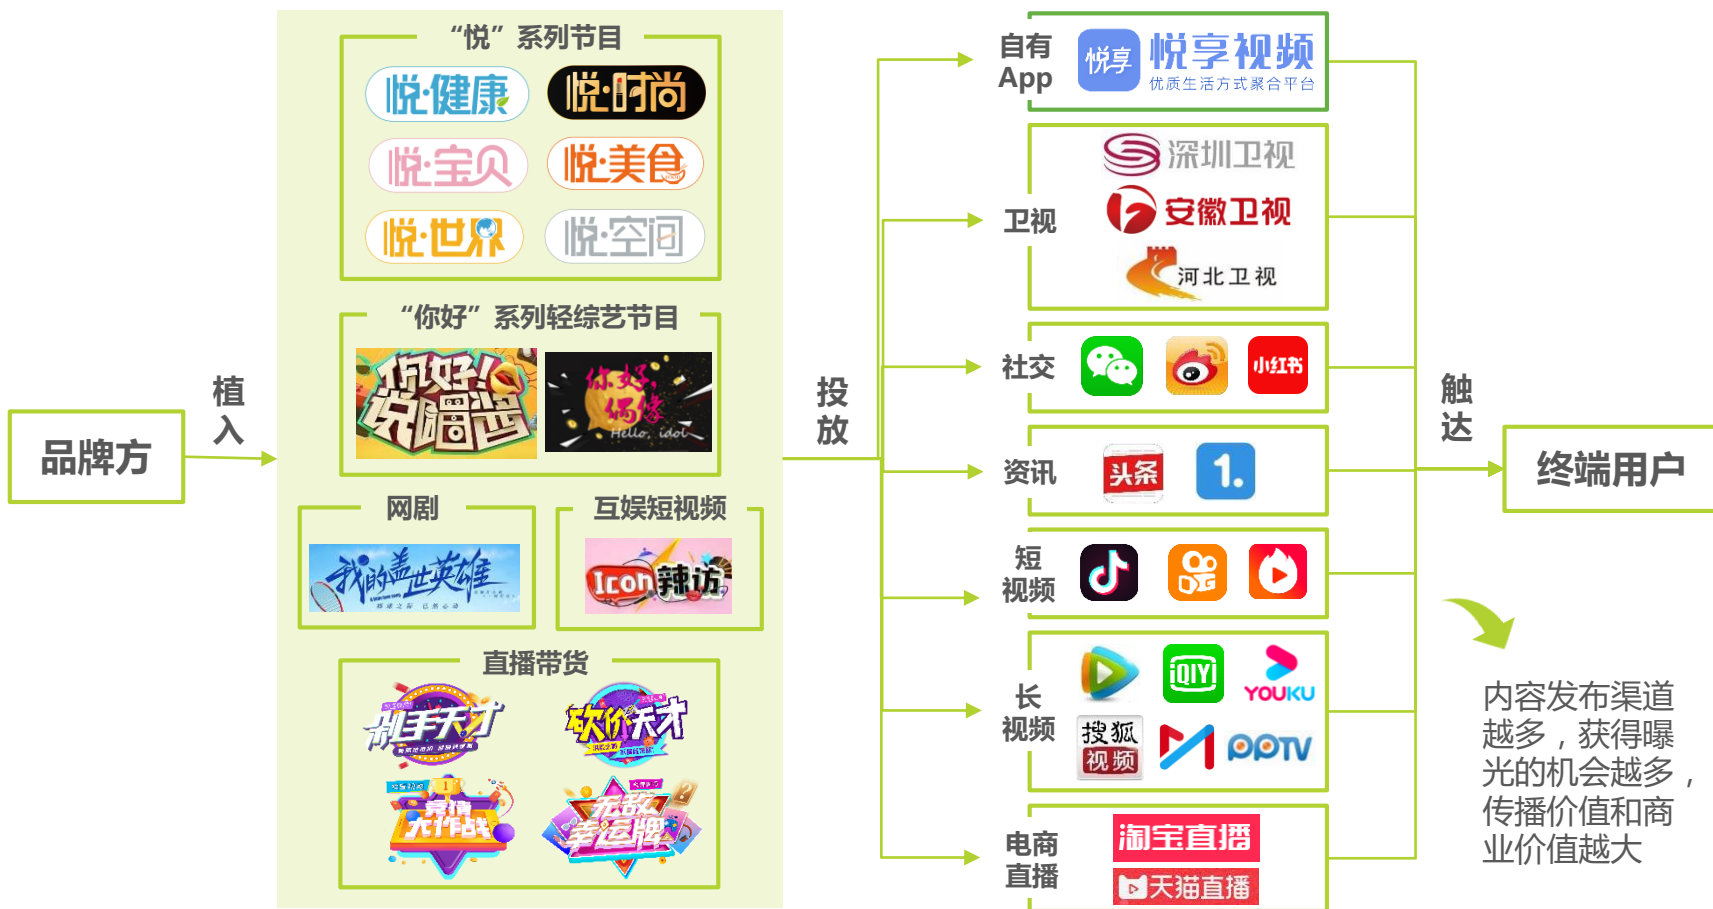 品牌方
植入
“悦”系列节目
悦·健康
悦·时尚
悦·宝贝
悦·美食
悦·世界
悦·空间
“你好”系列轻综艺节目
你好!
说唱酱
你好,
偶像
Hello, idol
网剧
我的盖世英雄
互娱短视频
Icon辣访
直播带货
剁手天才
砍价天才
竞猜
大作战
无敌
幸运牌
投放
自有
App
悦享
悦享视频
优质生活方式聚合平台
卫视
深圳卫视
安徽卫视
河北卫视
社交
小红书
资讯
头条
1.
短
视频
长
视频
iQIYI
YOUKU
搜狐
视频
PPTV
电商
直播
淘宝直播
天猫直播
触达
终端用户
内容发布渠道
越多，获得曝
光的机会越多，
传播价值和商
业价值越大